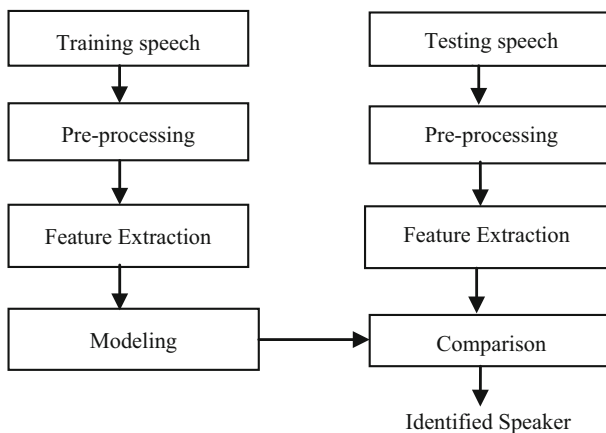 Training speech
Pre-processing
Feature Extraction
Modeling
Testing speech
Pre-processing
Feature Extraction
Comparison
Identified Speaker